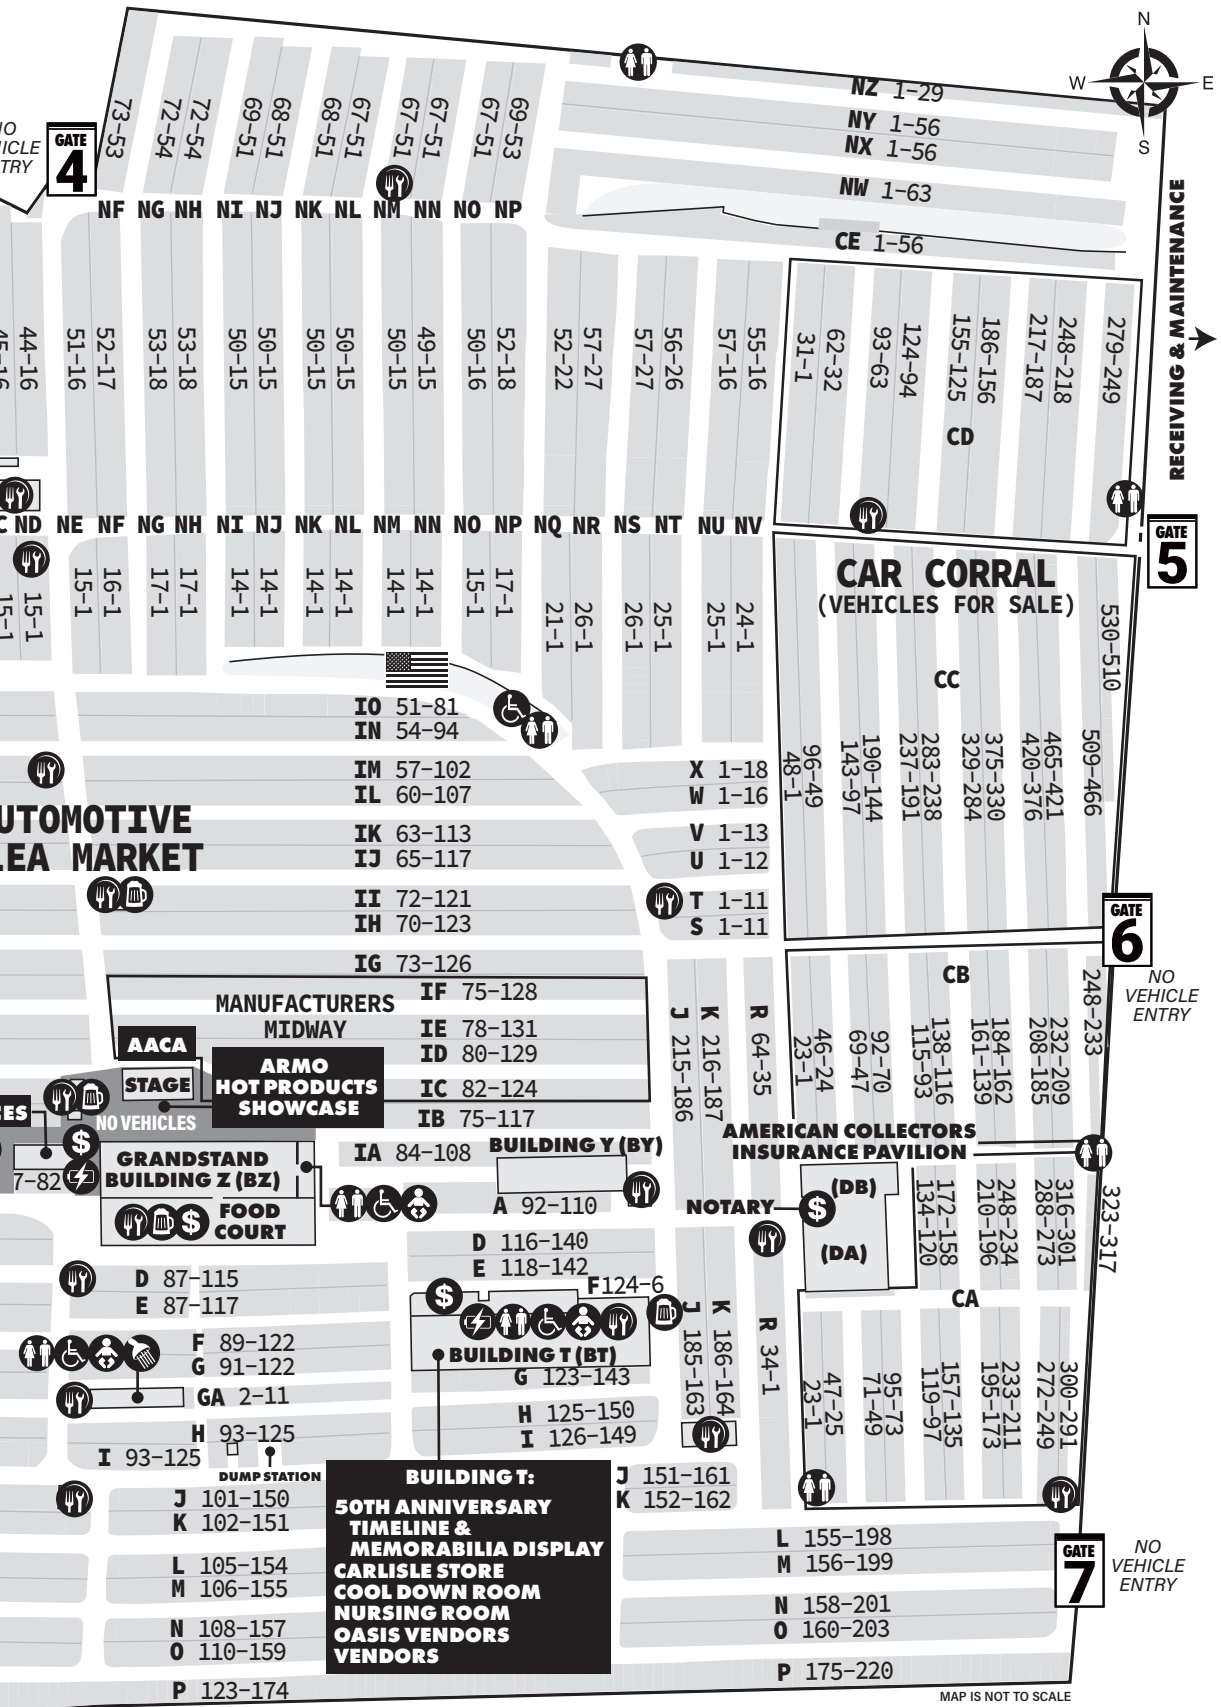 N
W
E
S
NO
GATE
4
RECEIVING & MAINTENANCE
NZ 1-29
NY 1-56
NX 1-56
NW 1-63
CE 1-56
73-53
72-54
72-54
69-51
68-51
68-51
67-51
67-51
67-51
67-51
69-53
NF NG NH NI NJ NK NL NM NN NO NP
44-16
51-16
52-17
53-18
53-18
50-15
50-15
50-15
50-15
50-15
49-15
50-16
52-18
52-22
57-27
57-27
56-26
57-16
55-16
31-1
62-32
93-63
124-94
155-125
186-156
217-187
248-218
279-249
CD
ND NE NF NG NH NI NJ NK NL NM NN NO NP NQ NR NS NT NU NV
15-1
15-1
15-1
16-1
17-1
17-1
14-1
14-1
14-1
14-1
14-1
14-1
15-1
17-1
21-1
26-1
26-1
25-1
25-1
24-1
GATE
5
CAR CORRAL
(VEHICLES FOR SALE)
530-510
CC
48-1
96-49
143-97
190-144
237-191
283-238
329-284
375-330
420-376
465-421
509-466
IO 51-81
IN 54-94
IM 57-102
IL 60-107
IK 63-113
IJ 65-117
II 72-121
IH 70-123
IG 73-126
IF 75-128
IE 78-131
ID 80-129
IC 82-124
IB 75-117
IA 84-108
X 1-18
W 1-16
V 1-13
U 1-12
T 1-11
S 1-11
UTOMOTIVE
LEA MARKET
MANUFACTURERS
MIDWAY
AACA
STAGE
NO VEHICLES
ARMO
HOT PRODUCTS
SHOWCASE
GATE
6
NO
VEHICLE
ENTRY
CB
J 215-186
K 216-187
R 64-35
23-1
46-24
69-47
92-70
115-93
138-116
161-139
184-162
208-185
232-209
248-233
7-82
GRANDSTAND
BUILDING Z (BZ)
FOOD
COURT
BUILDING Y (BY)
A 92-110
AMERICAN COLLECTORS
INSURANCE PAVILION
NOTARY
(DB)
(DA)
134-120
172-158
210-196
248-234
288-273
316-301
323-317
CA
D 116-140
E 118-142
F 124-6
D 87-115
E 87-117
F 89-122
G 91-122
GA 2-11
H 93-125
I 93-125
DUMP STATION
BUILDING T (BT)
G 123-143
H 125-150
I 126-149
J 185-163
K 186-164
R 34-1
23-1
47-25
71-49
95-73
119-97
157-135
195-173
233-211
272-249
300-291
J 101-150
K 102-151
L 105-154
M 106-155
N 108-157
O 110-159
P 123-174
BUILDING T:
50TH ANNIVERSARY
TIMELINE &
MEMORABILIA DISPLAY
CARLISLE STORE
COOL DOWN ROOM
NURSING ROOM
OASIS VENDORS
VENDORS
J 151-161
K 152-162
L 155-198
M 156-199
N 158-201
O 160-203
P 175-220
GATE
7
NO
VEHICLE
ENTRY
MAP IS NOT TO SCALE